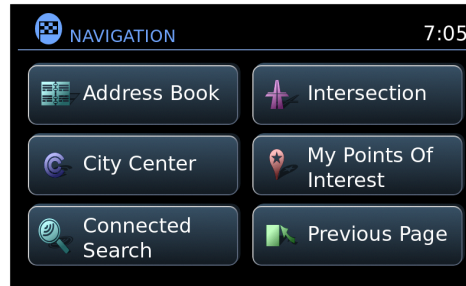 NAVIGATION
7:05
Address Book
Intersection
City Center
My Points Of
Interest
Connected
Search
Previous Page